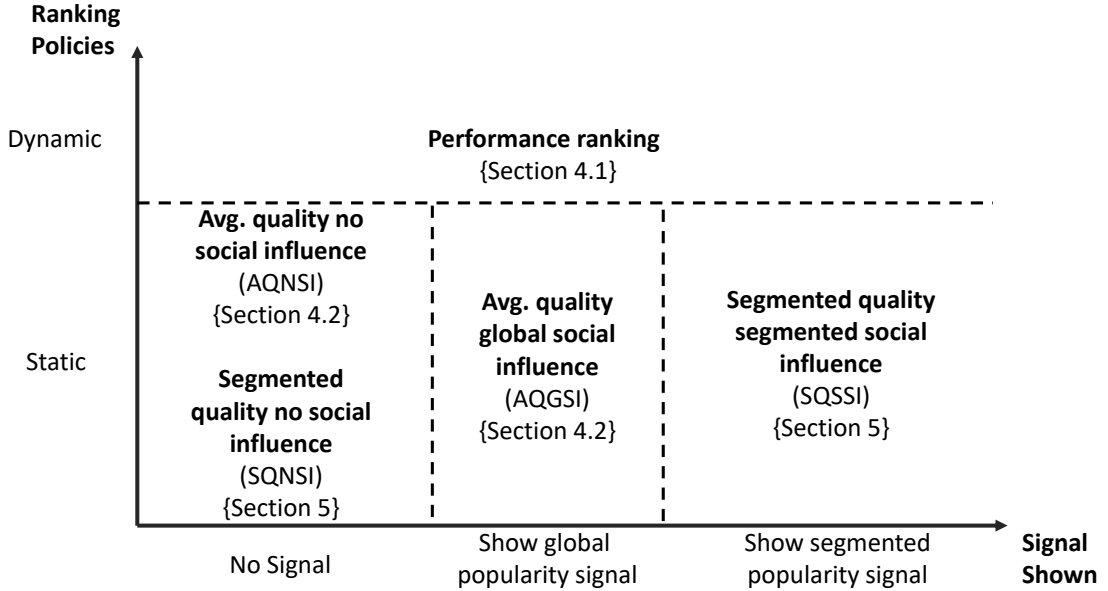 Ranking
Policies
Dynamic
Performance ranking
{Section 4.1}
Static
Avg. quality no
social influence
(AQNSI)
{Section 4.2}
Segmented
quality no social
influence
(SQNSI)
{Section 5}
Avg. quality
global social
influence
(AQGSI)
{Section 4.2}
Segmented quality
segmented social
influence
(SQSSI)
{Section 5}
No Signal
Show global
popularity signal
Show segmented
popularity signal
Signal
Shown